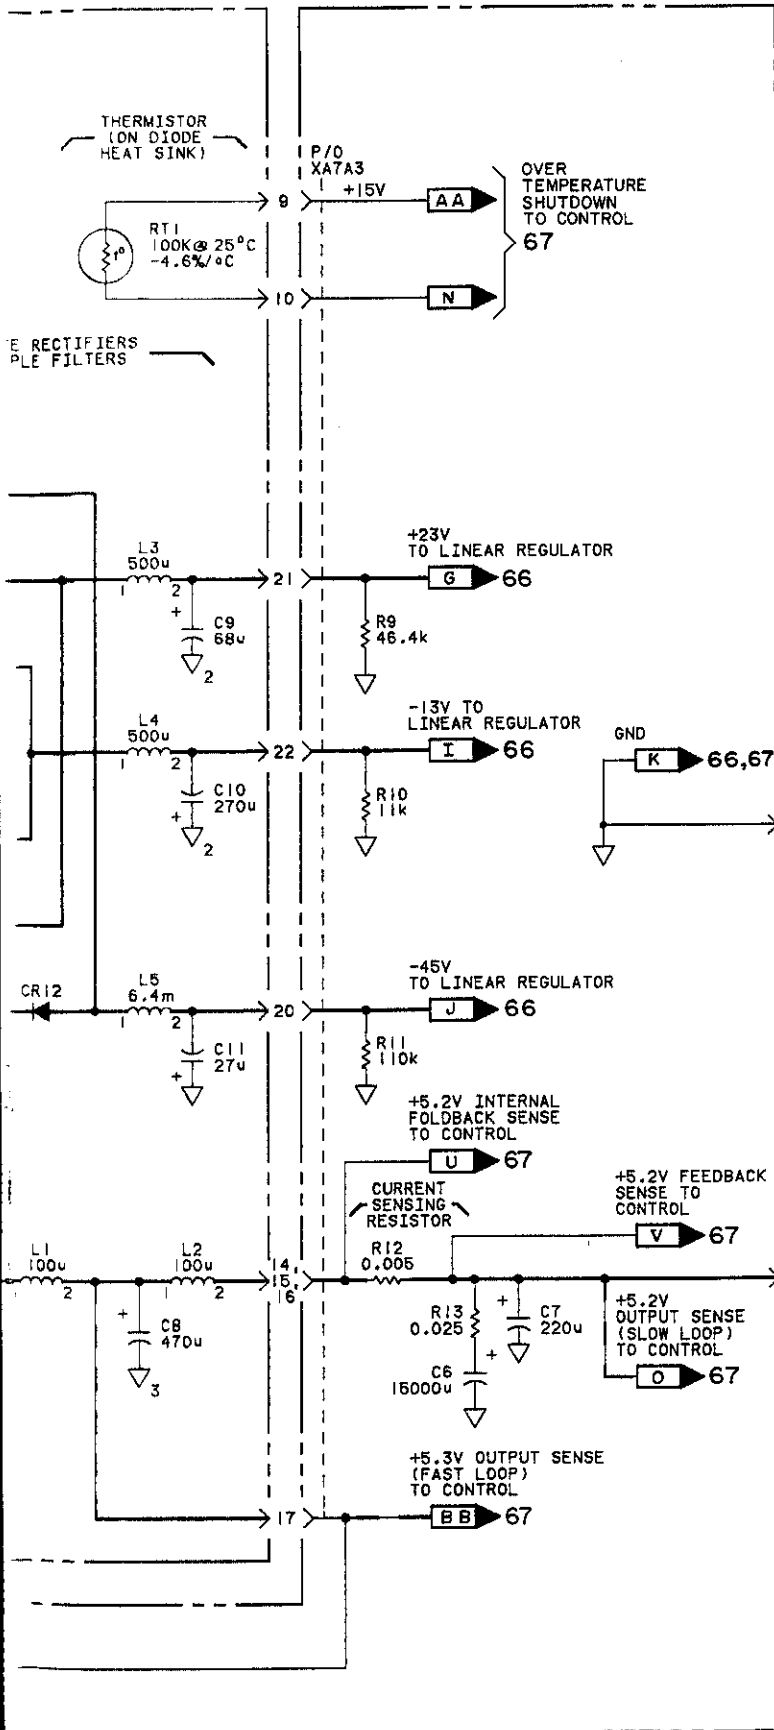 THERMISTOR
(ON DIODE
HEAT SINK)
P/O
XA7A3
9
+15V
AA
OVER
TEMPERATURE
SHUTDOWN
TO CONTROL
67
RT1
100K@ 25°C
-4.6%/°C
t°
10
N
E RECTIFIERS
PLE FILTERS
L3
500u
1
2
+
C9
68u
2
21
+23V
TO LINEAR REGULATOR
G
66
R9
46.4k
L4
500u
1
2
C10
270u
+
2
22
-13V TO
LINEAR REGULATOR
I
66
R10
11k
GND
K
66,67
CR12
L5
6.4m
1
2
C11
27u
+
20
-45V
TO LINEAR REGULATOR
J
66
R11
110k
+5.2V INTERNAL
FOLDBACK SENSE
TO CONTROL
U
67
CURRENT
SENSING
RESISTOR
R12
0.005
+5.2V FEEDBACK
SENSE TO
CONTROL
V
67
L1
100u
2
L2
100u
1
2
+
C8
470u
3
14
15
16
R13
0.025
+
C6
15000u
+
C7
220u
+5.2V
OUTPUT SENSE
(SLOW LOOP)
TO CONTROL
O
67
17
+5.3V OUTPUT SENSE
(FAST LOOP)
TO CONTROL
BB
67